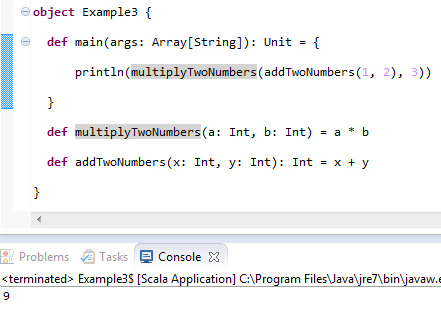 object Example3 {
def main(args: Array[String]): Unit = {
println(multiplyTwoNumbers(addTwoNumbers(1, 2), 3))
}
def multiplyTwoNumbers(a: Int, b: Int) = a * b
def addTwoNumbers(x: Int, y: Int): Int = x + y
}
Problems Tasks Console
<terminated> Example3$ [Scala Application] C:\Program Files\Java\jre7\bin\javaw.e
9